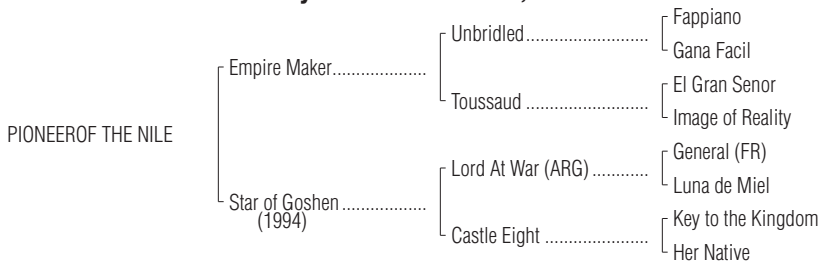 Fappiano
Unbridled
Gana Facil
Empire Maker
El Gran Senor
Toussaud
Image of Reality
PIONEEROF THE NILE
General (FR)
Lord At War (ARG)
Luna de Miel
Star of Goshen
(1994)
Key to the Kingdom
Castle Eight
Her Native